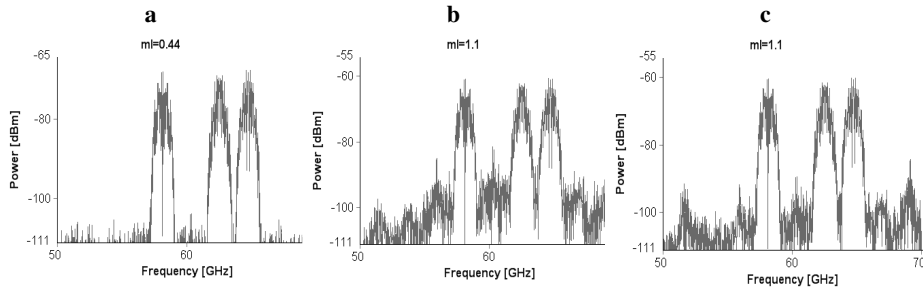 a b c
ml=0.44 ml=1.1 ml=1.1
Power [dBm]
-65
-80
-100
-111
50 60
Frequency [GHz]
Power [dBm]
-55
-60
-80
-100
-111
50 60
Frequency [GHz]
Power [dBm]
-55
-60
-80
-100
-111
50 60 70
Frequency [GHz]